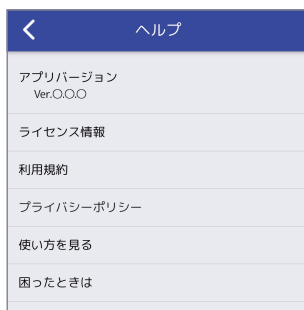 ヘルプ
アプリバージョン
Ver.○.○.○
ライセンス情報
利用規約
プライバシーポリシー
使い方を見る
困ったときは